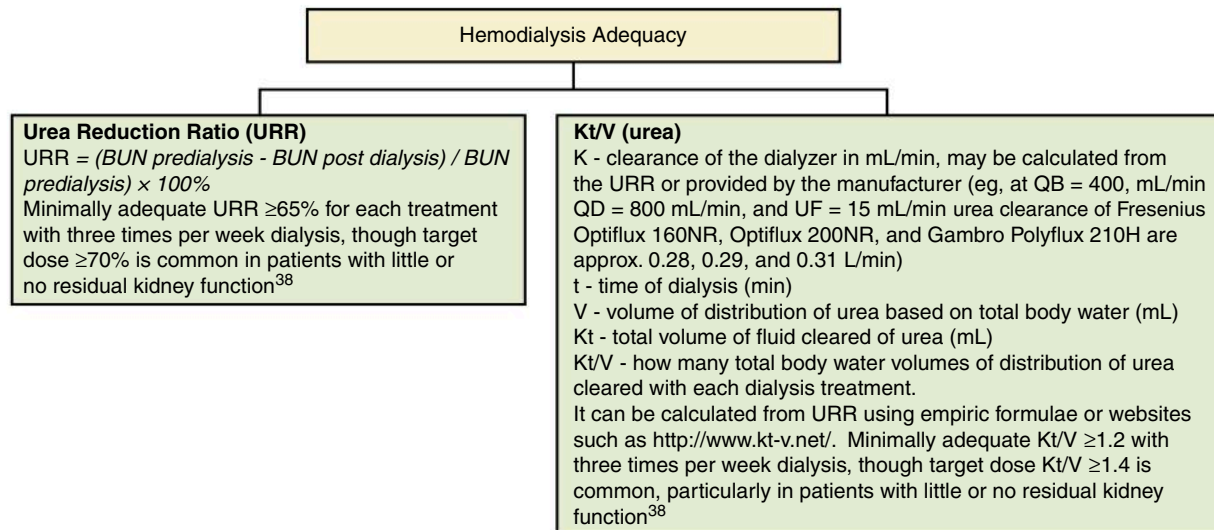 Hemodialysis Adequacy
Urea Reduction Ratio (URR)
URR = (BUN predialysis - BUN post dialysis) / BUN
predialysis) × 100%
Minimally adequate URR ≥65% for each treatment
with three times per week dialysis, though target
dose ≥70% is common in patients with little or
no residual kidney function38
Kt/V (urea)
K - clearance of the dialyzer in mL/min, may be calculated from
the URR or provided by the manufacturer (eg, at QB = 400, mL/min
QD = 800 mL/min, and UF = 15 mL/min urea clearance of Fresenius
Optiflux 160NR, Optiflux 200NR, and Gambro Polyflux 210H are
approx. 0.28, 0.29, and 0.31 L/min)
t - time of dialysis (min)
V - volume of distribution of urea based on total body water (mL)
Kt - total volume of fluid cleared of urea (mL)
Kt/V - how many total body water volumes of distribution of urea
cleared with each dialysis treatment.
It can be calculated from URR using empiric formulae or websites
such as http://www.kt-v.net/. Minimally adequate Kt/V ≥1.2 with
three times per week dialysis, though target dose Kt/V ≥1.4 is
common, particularly in patients with little or no residual kidney
function38